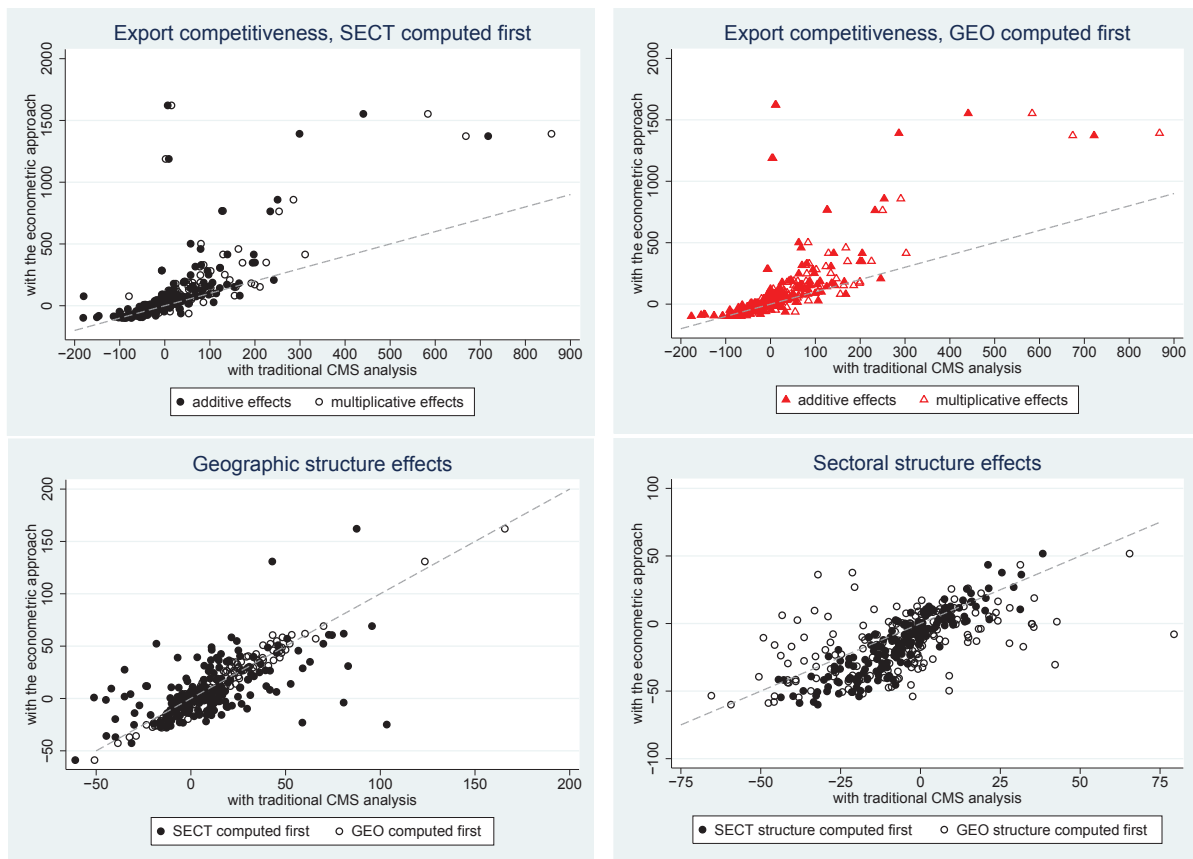 Export competitiveness, SECT computed first
with the econometric approach
2000
1500
1000
500
0
−200 −100 0 100 200 300 400 500 600 700 800 900
with traditional CMS analysis
additive effects multiplicative effects
Export competitiveness, GEO computed first
with the econometric approach
2000
1500
1000
500
0
−200 −100 0 100 200 300 400 500 600 700 800 900
with traditional CMS analysis
additive effects multiplicative effects
Geographic structure effects
with the econometric approach
200
150
100
50
0
−50
−50 0 50 100 150 200
with traditional CMS analysis
SECT computed first GEO computed first
Sectoral structure effects
with the econometric approach
100
50
0
−50
−100
−75 −50 −25 0 25 50 75
with traditional CMS analysis
SECT structure computed first GEO structure computed first